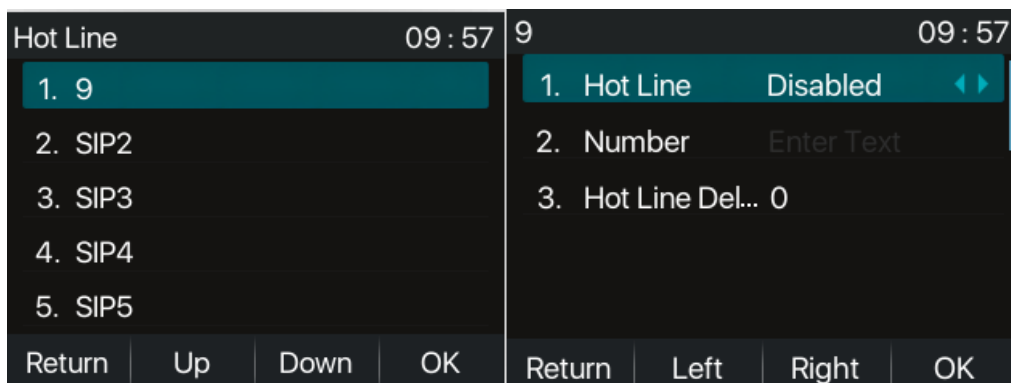 Hot Line 09:57
1. 9
2. SIP2
3. SIP3
4. SIP4
5. SIP5
Return Up Down OK
9 09:57
1. Hot Line Disabled
2. Number Enter Text
3. Hot Line Del... 0
Return Left Right OK